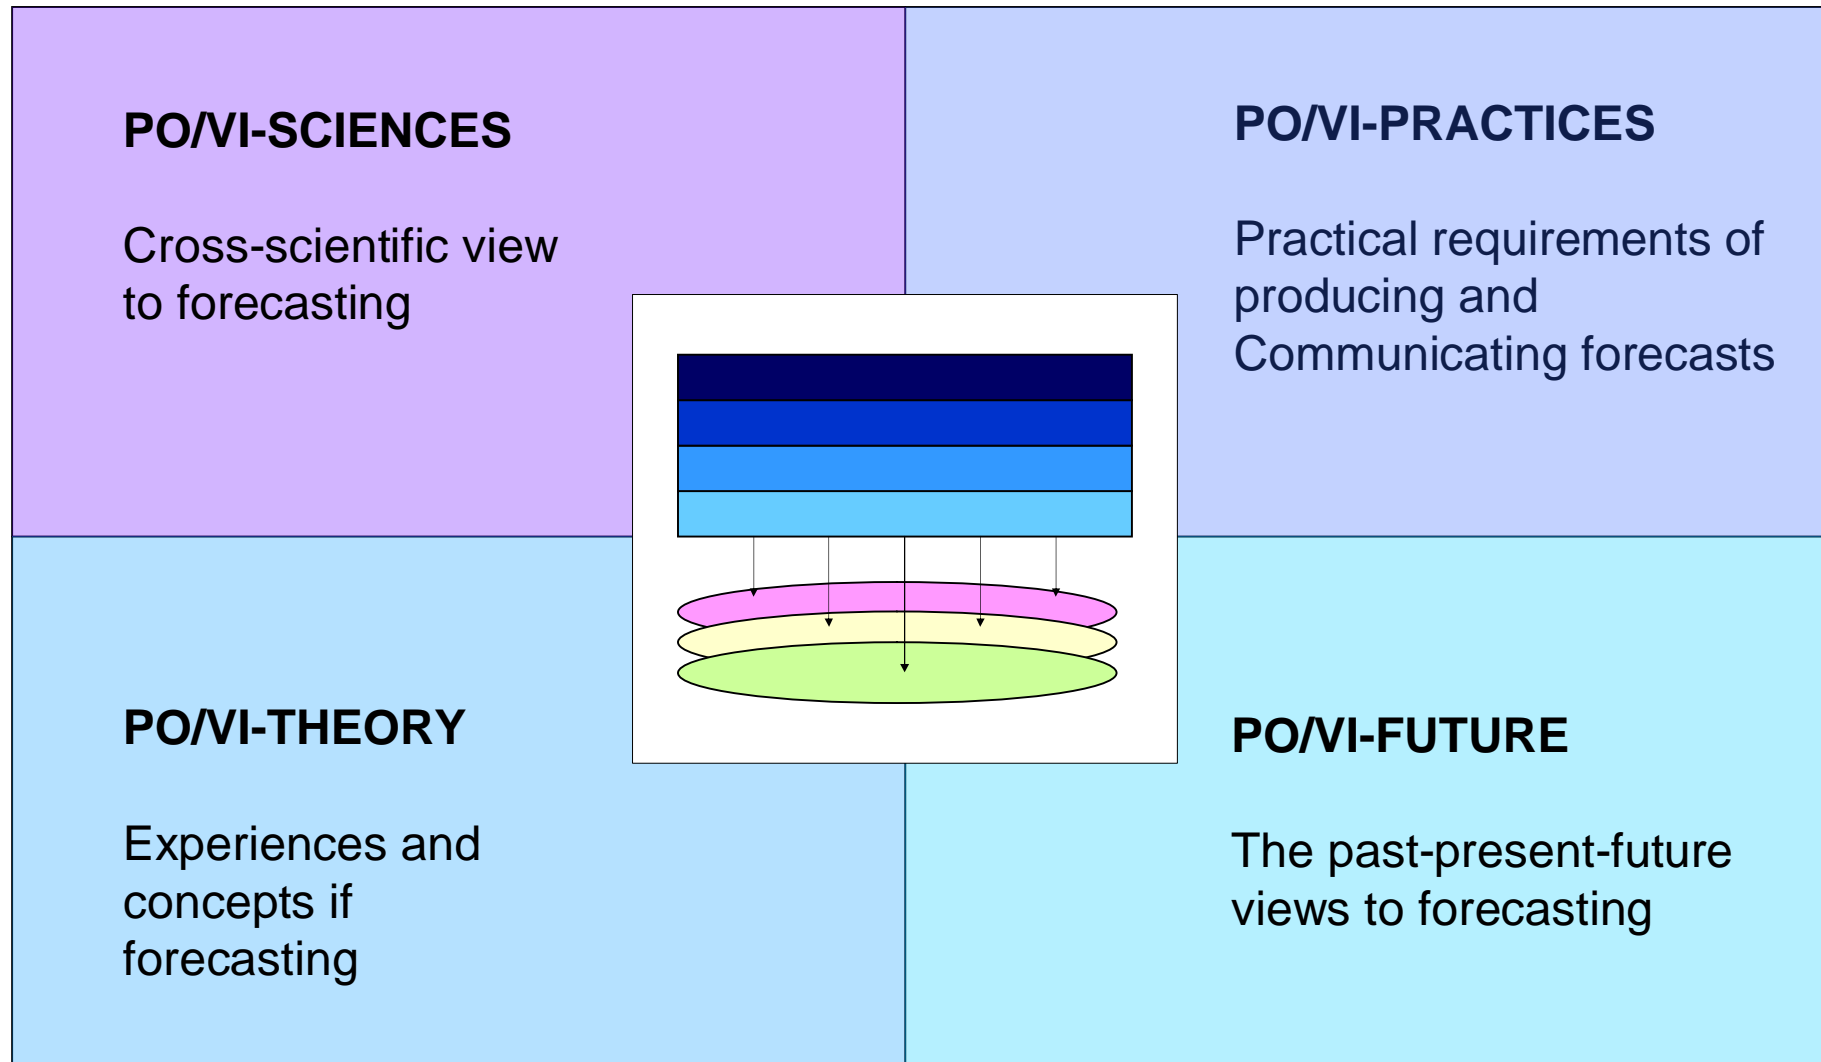 PO/VI-SCIENCES
Cross-scientific view
to forecasting
PO/VI-PRACTICES
Practical requirements of
producing and
Communicating forecasts
PO/VI-THEORY
Experiences and
concepts if
forecasting
PO/VI-FUTURE
The past-present-future
views to forecasting